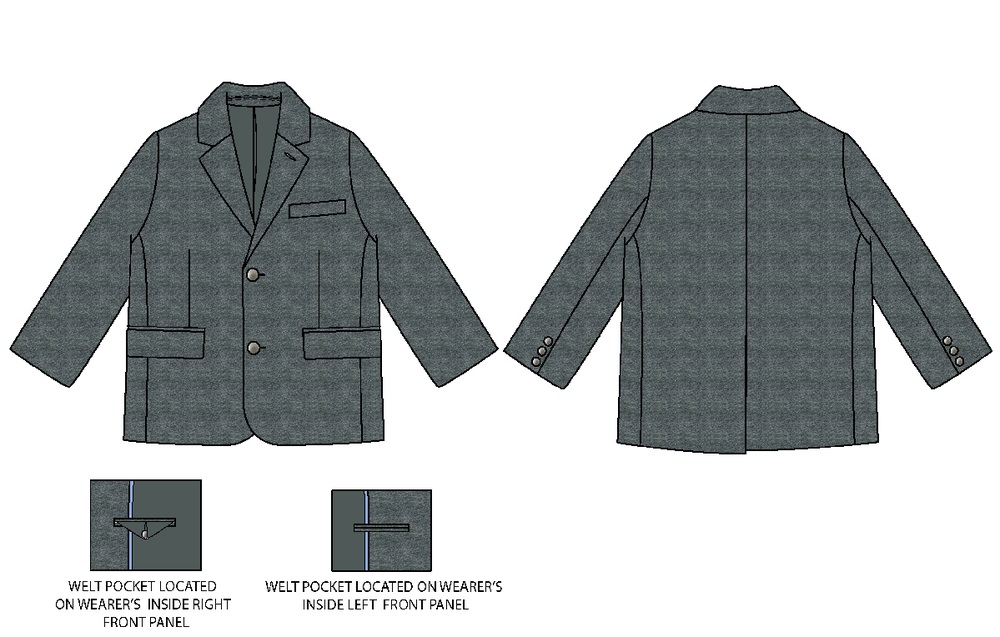 WELT POCKET LOCATED
ON WEARER'S INSIDE RIGHT
FRONT PANEL
WELT POCKET LOCATED ON WEARER'S
INSIDE LEFT FRONT PANEL